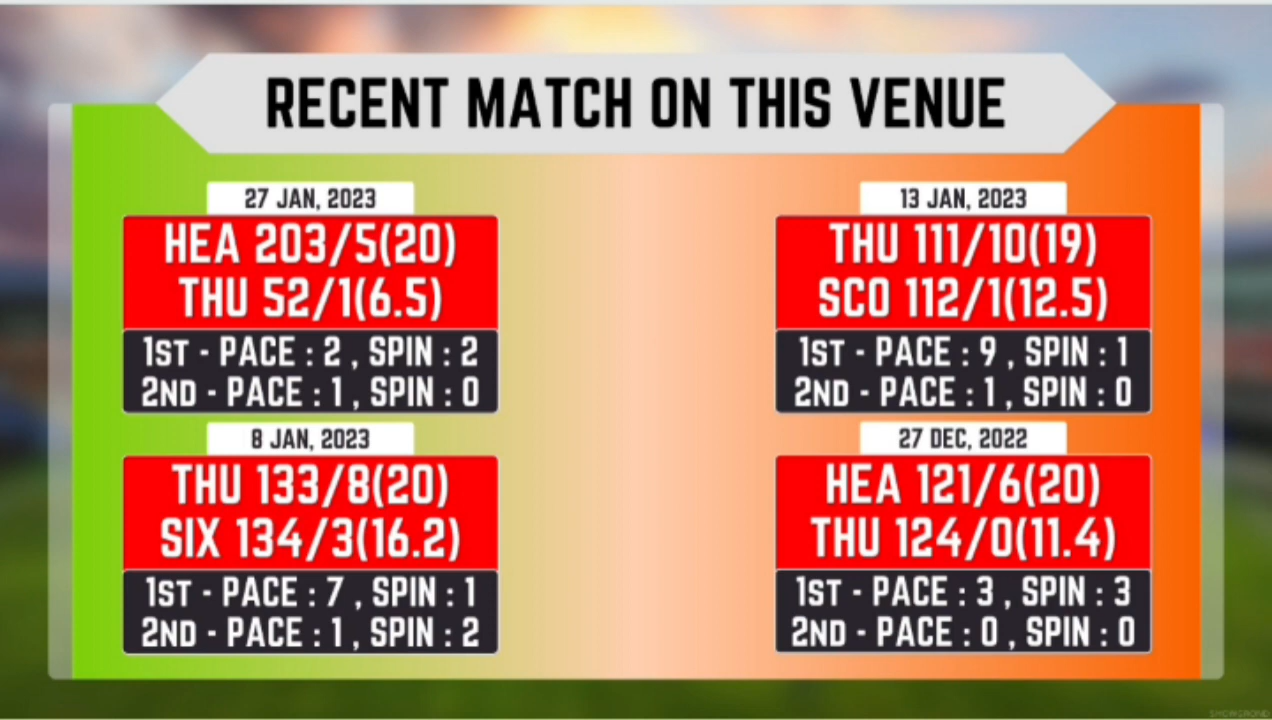 RECENT MATCH ON THIS VENUE
27 JAN, 2023
HEA 203/5(20)
THU 52/1(6.5)
1ST - PACE : 2 , SPIN : 2
2ND - PACE : 1 , SPIN : 0
13 JAN, 2023
THU 111/10(19)
SCO 112/1(12.5)
1ST - PACE : 9 , SPIN : 1
2ND - PACE : 1 , SPIN : 0
8 JAN, 2023
THU 133/8(20)
SIX 134/3(16.2)
1ST - PACE : 7 , SPIN : 1
2ND - PACE : 1 , SPIN : 2
27 DEC, 2022
HEA 121/6(20)
THU 124/0(11.4)
1ST - PACE : 3 , SPIN : 3
2ND - PACE : 0 , SPIN : 0